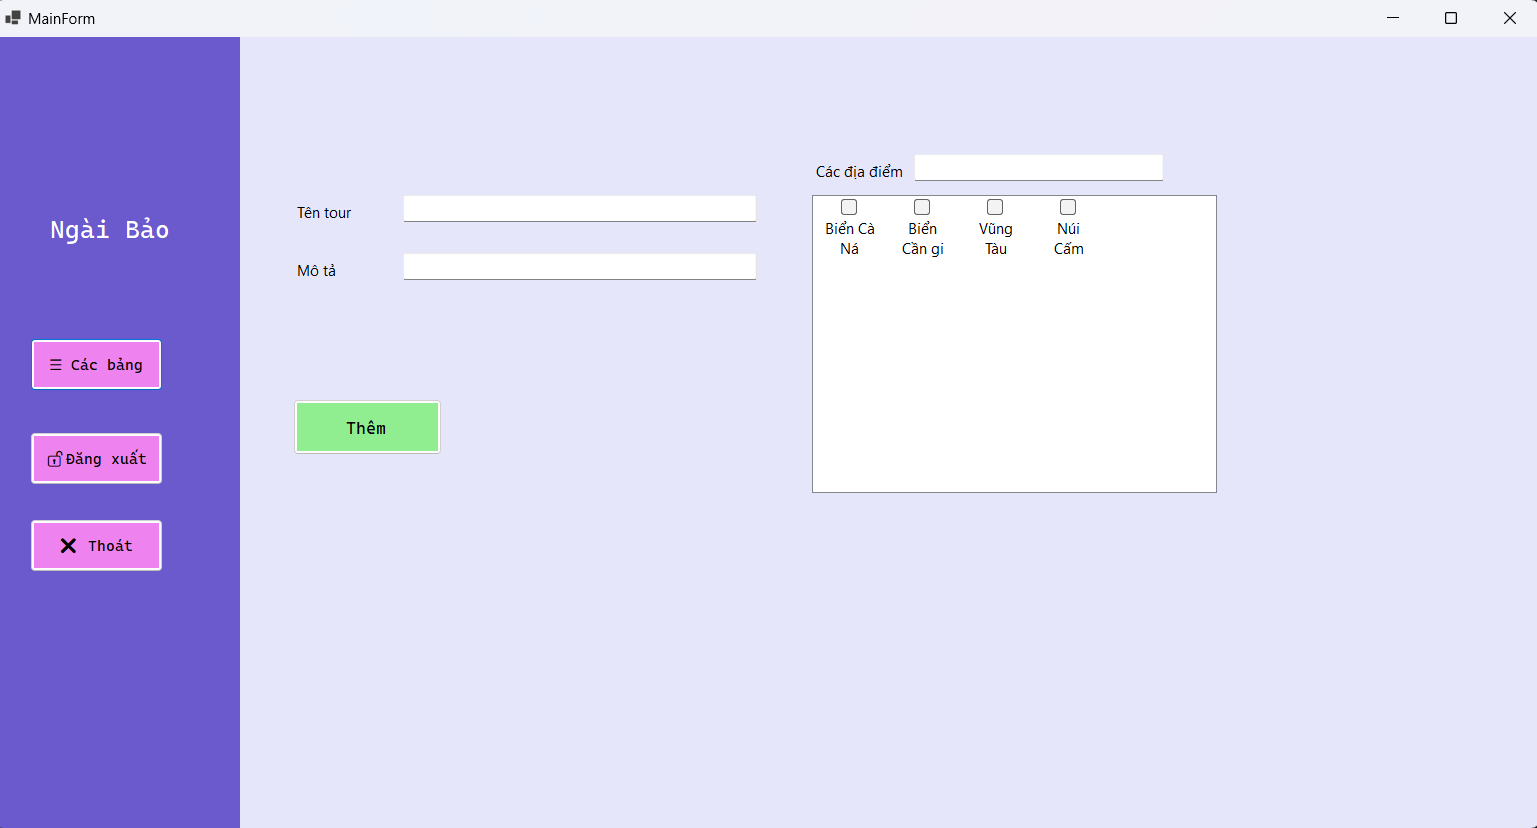 MainForm
Ngài Bảo
☰ Các bảng
Đăng xuất
Thoát
Tên tour
Mô tả
Thêm
Các địa điểm
Biển Cà
Ná
Biển
Cần gi
Vũng
Tàu
Núi
Cấm